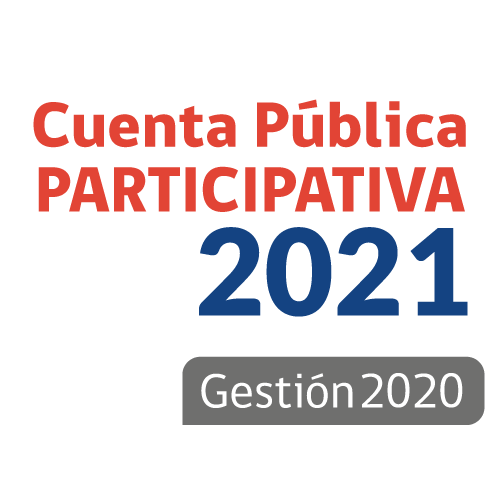 Cuenta Pública
PARTICIPATIVA
2021
Gestión 2020